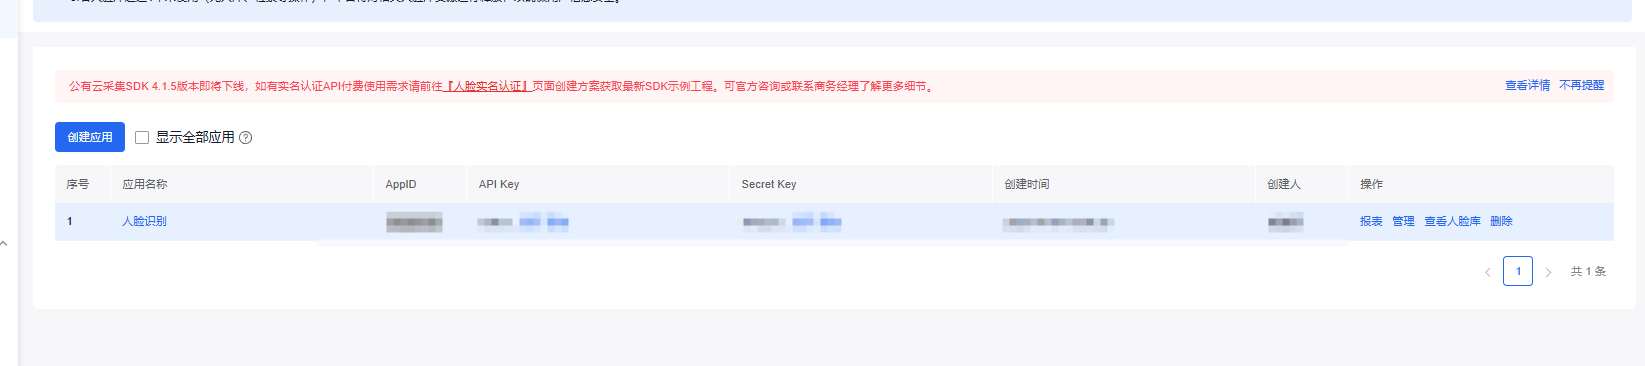 公有云采集SDK 4.1.5版本即将下线，如有实名认证API付费使用需求请前往『人脸实名认证』页面创建方案获取最新SDK示例工程。可官方咨询或联系商务经理了解更多细节。 查看详情 不再提醒
创建应用 显示全部应用 ?
序号 应用名称 AppID API Key Secret Key 创建时间 创建人 操作
1 人脸识别 报表 管理 查看人脸库 删除
1 共 1 条